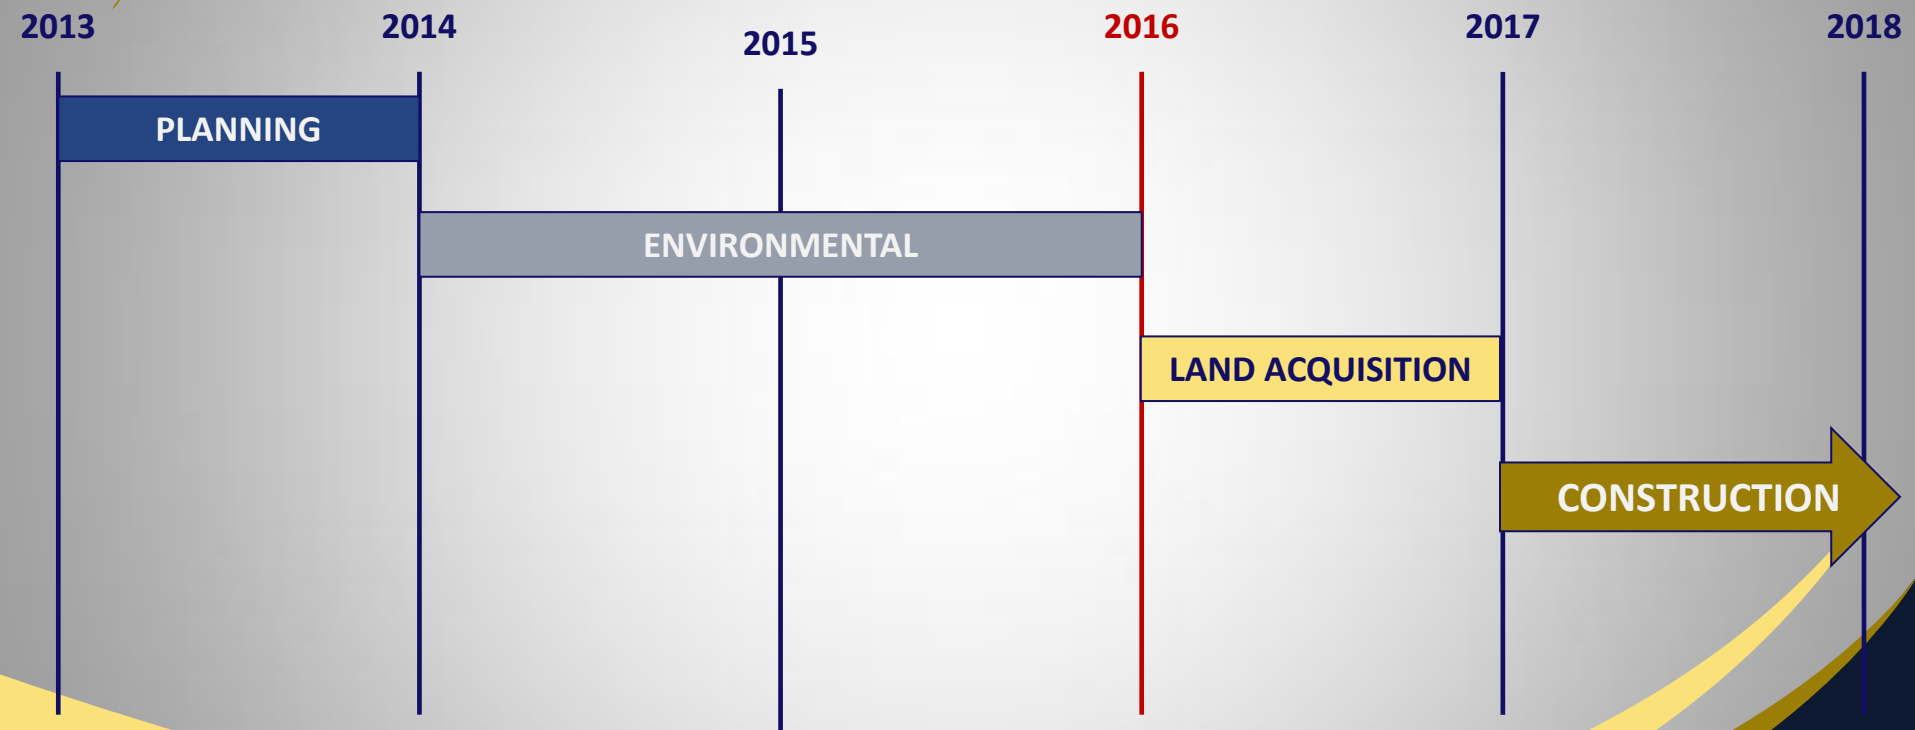 2013
2014
2015
2016
2017
2018
PLANNING
ENVIRONMENTAL
LAND ACQUISITION
CONSTRUCTION